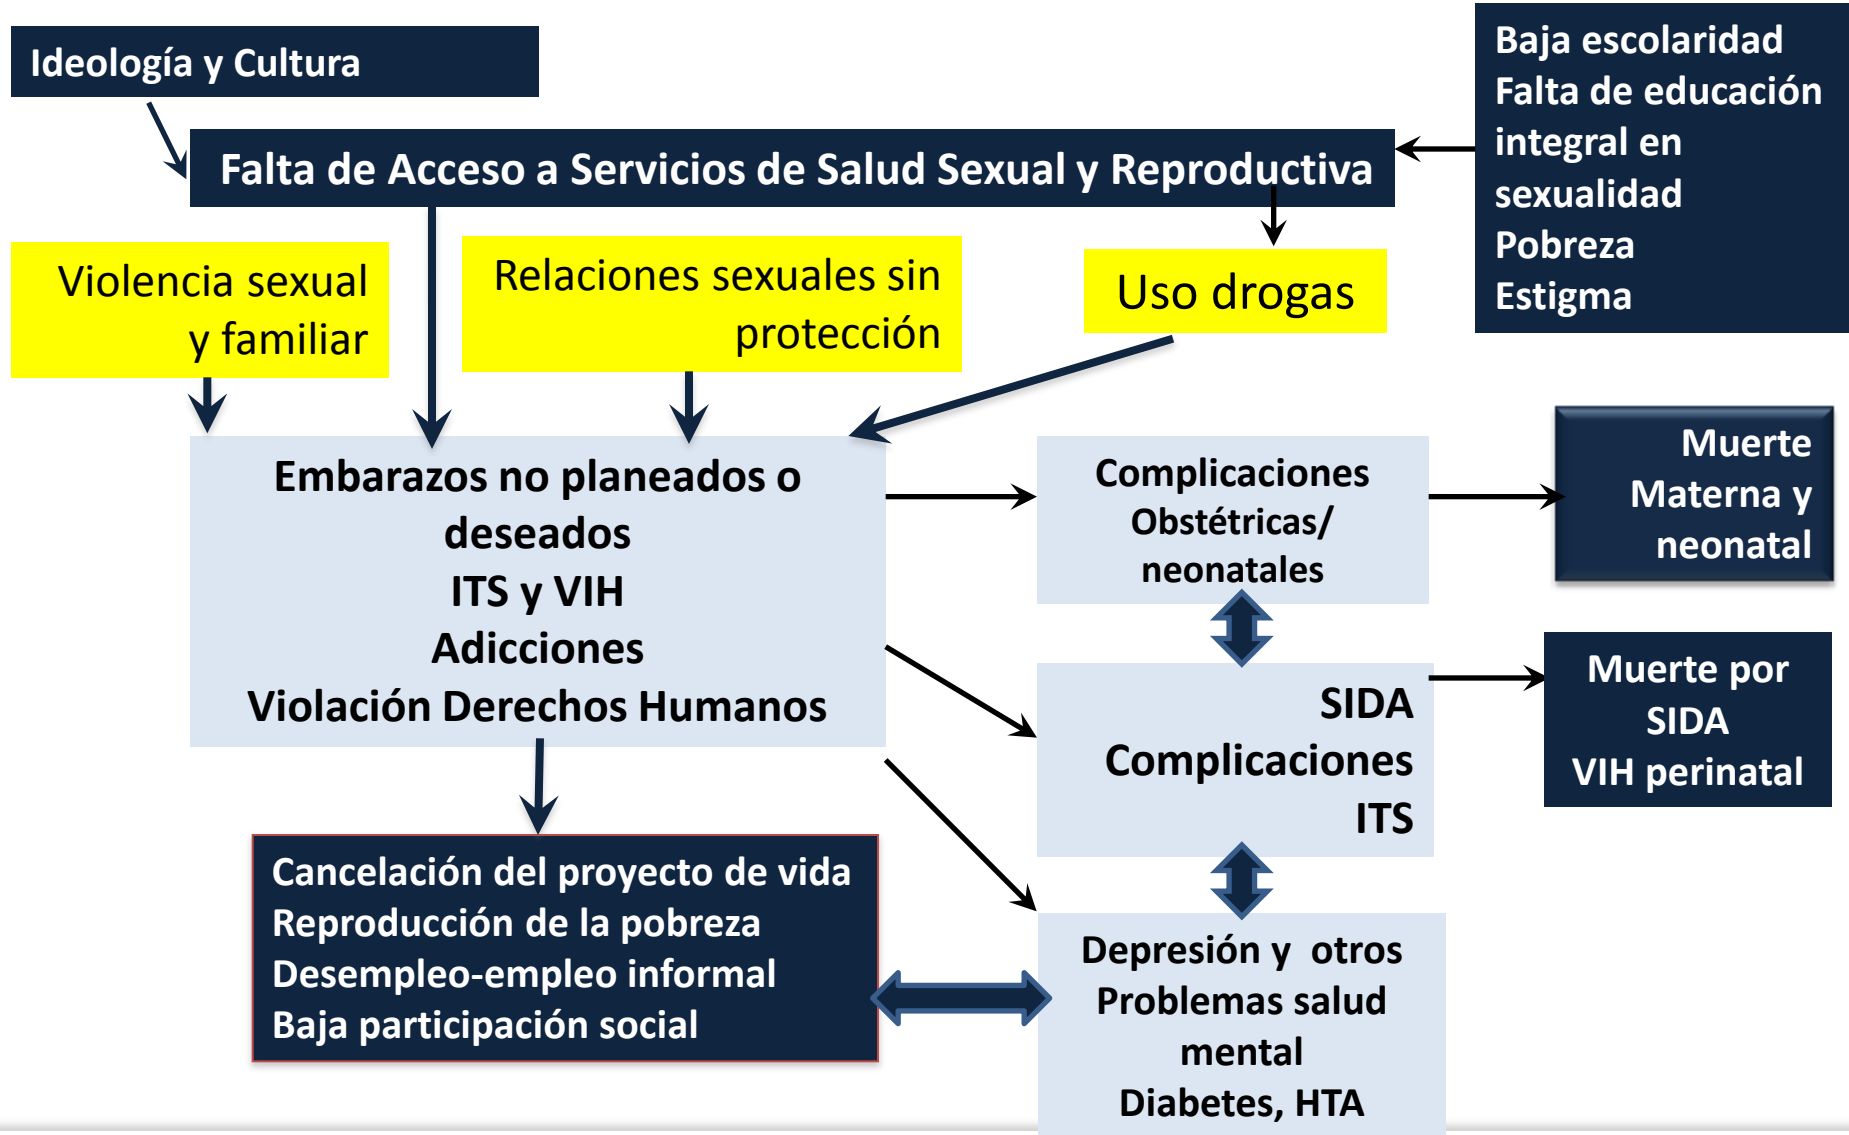 Ideología y Cultura
Baja escolaridad
Falta de educación
integral en
sexualidad
Pobreza
Estigma
Falta de Acceso a Servicios de Salud Sexual y Reproductiva
Violencia sexual
y familiar
Relaciones sexuales sin
protección
Uso drogas
Embarazos no planeados o
deseados
ITS y VIH
Adicciones
Violación Derechos Humanos
Complicaciones
Obstétricas/
neonatales
Muerte
Materna y
neonatal
SIDA
Complicaciones
ITS
Muerte por
SIDA
VIH perinatal
Cancelación del proyecto de vida
Reproducción de la pobreza
Desempleo-empleo informal
Baja participación social
Depresión y otros
Problemas salud
mental
Diabetes, HTA